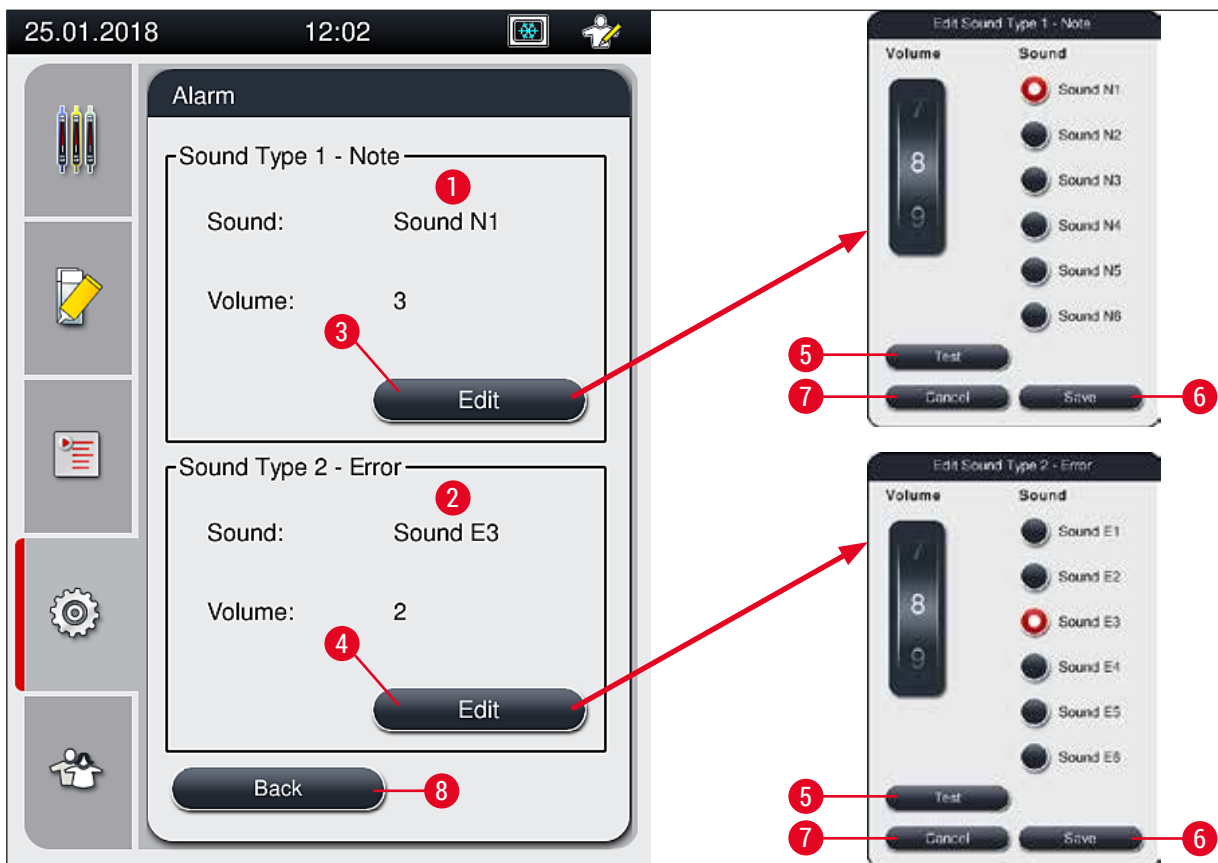 25.01.2018 12:02
Alarm
Sound Type 1 - Note
1
Sound: Sound N1
Volume: 3
3
Edit
Sound Type 2 - Error
2
Sound: Sound E3
Volume: 2
4
Edit
Back
8
Edit Sound Type 1 - Note
Volume Sound
7
8
9
Sound N1
Sound N2
Sound N3
Sound N4
Sound N5
Sound N6
5
Test
7
Cancel
Save
6
Edit Sound Type 2 - Error
Volume Sound
7
8
9
Sound E1
Sound E2
Sound E3
Sound E4
Sound E5
Sound E6
5
Test
7
Cancel
Save
6